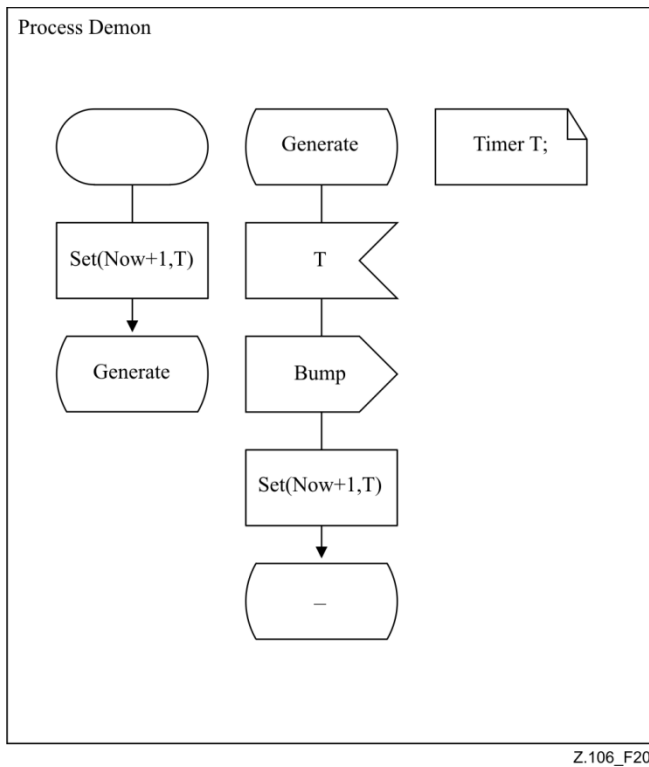 Process Demon
Generate
Timer T;
Set(Now+1,T)
T
Generate
Bump
Set(Now+1,T)
–
Z.106_F20